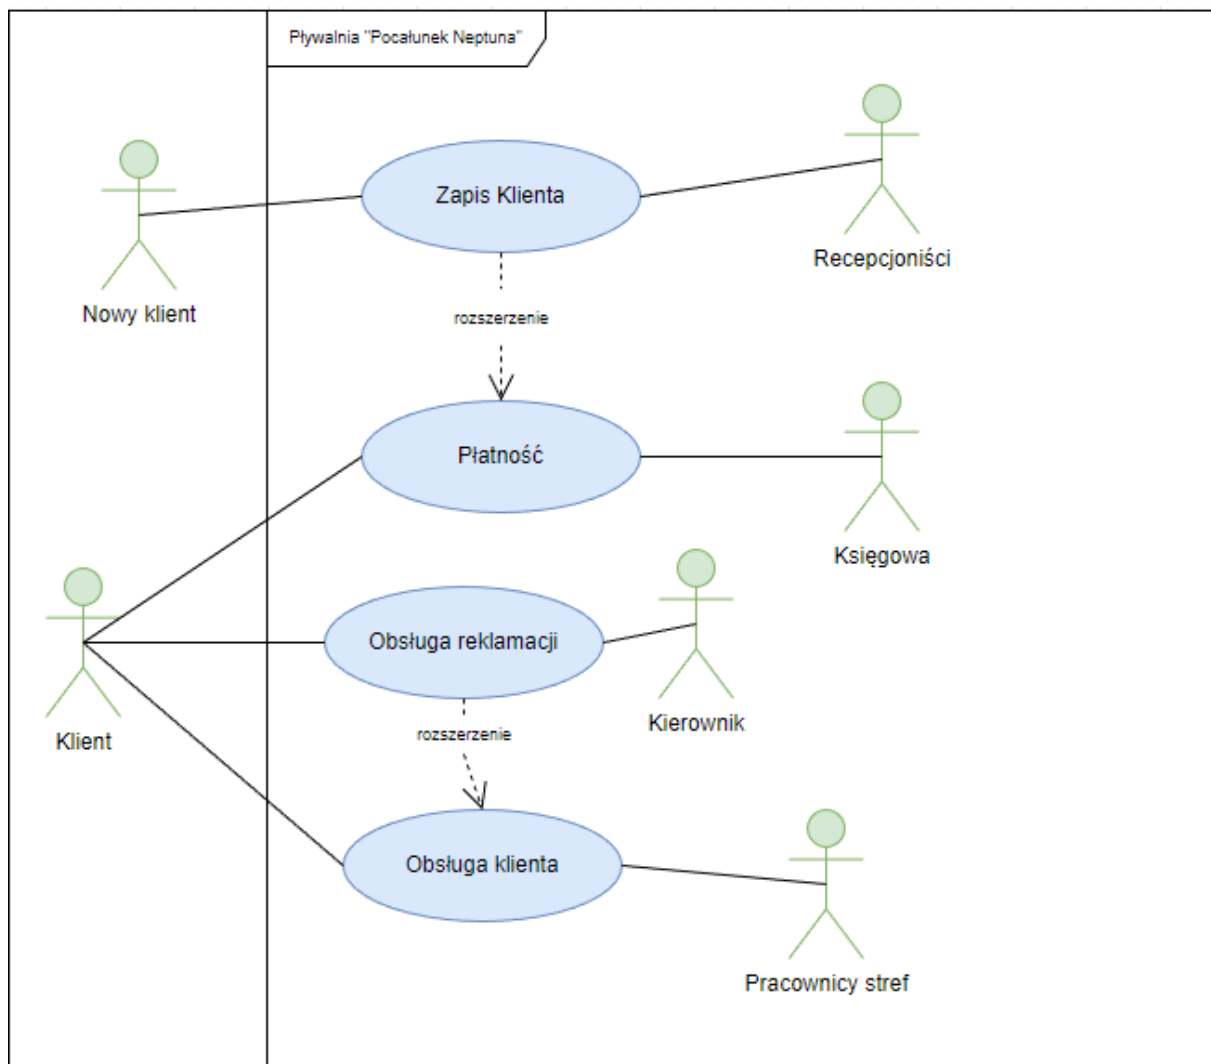 Pływalnia "Pocałunek Neptuna"
Zapis Klienta
Recepcjoniści
Nowy klient
rozszerzenie
Płatność
Księgowa
Obsługa reklamacji
Kierownik
Klient
rozszerzenie
Obsługa klienta
Pracownicy stref